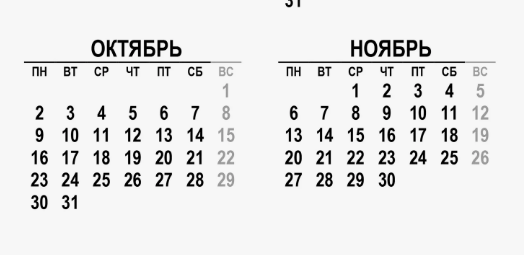 31
ОКТЯБРЬ
ПН ВТ СР ЧТ ПТ СБ ВС
1
2 3 4 5 6 7 8
9 10 11 12 13 14 15
16 17 18 19 20 21 22
23 24 25 26 27 28 29
30 31
НОЯБРЬ
ПН ВТ СР ЧТ ПТ СБ ВС
1 2 3 4 5
6 7 8 9 10 11 12
13 14 15 16 17 18 19
20 21 22 23 24 25 26
27 28 29 30